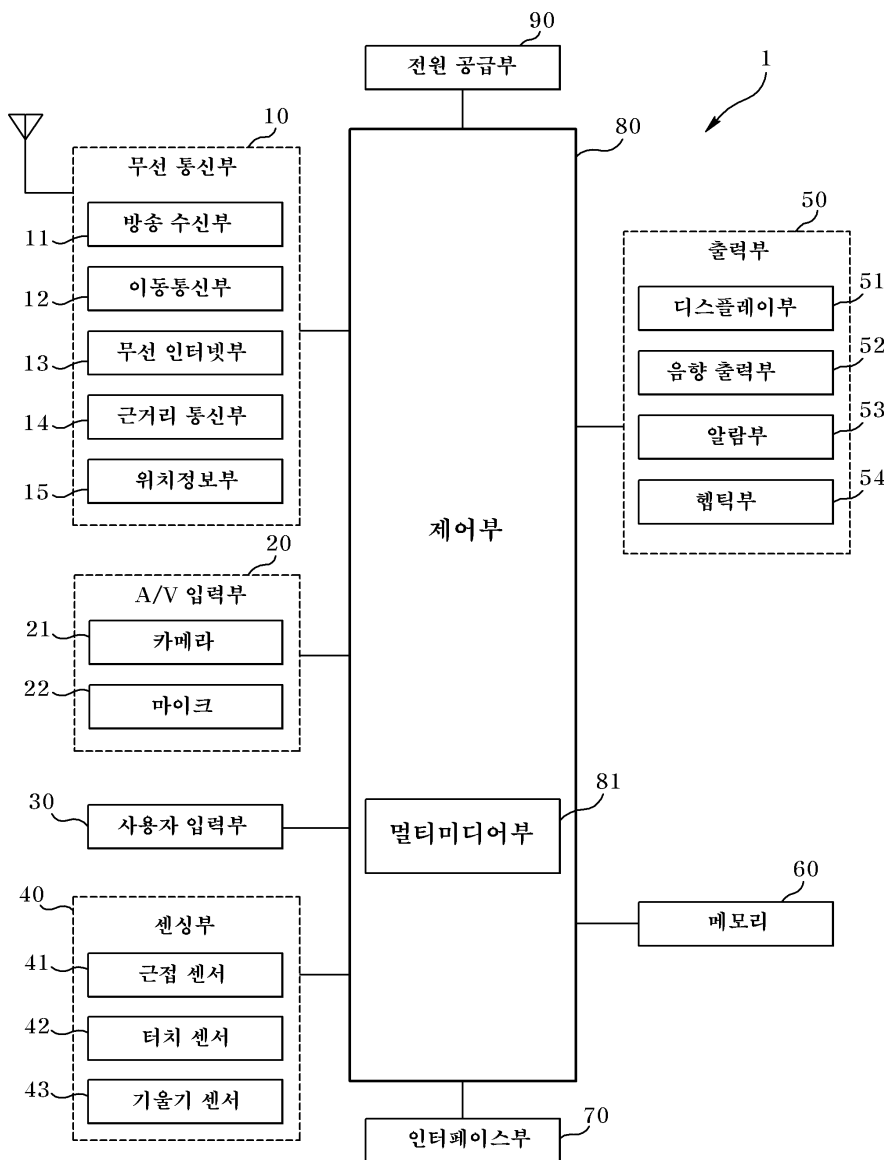 90
전원 공급부
1
10
무선 통신부
80
방송 수신부
11
이동통신부
12
무선 인터넷부
13
근거리 통신부
14
위치정보부
15
50
출력부
디스플레이부
51
음향 출력부
52
알람부
53
헵틱부
54
제어부
20
A/V 입력부
21
카메라
22
마이크
30
사용자 입력부
81
멀티미디어부
40
센싱부
41
근접 센서
42
터치 센서
43
기울기 센서
60
메모리
인터페이스부
70